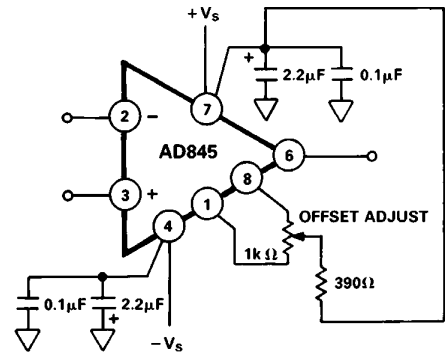 +VS
+
2.2µF
0.1µF
7
2
−
AD845
6
3
+
8
1
4
OFFSET ADJUST
1kΩ
390Ω
0.1µF
2.2µF
+
−VS